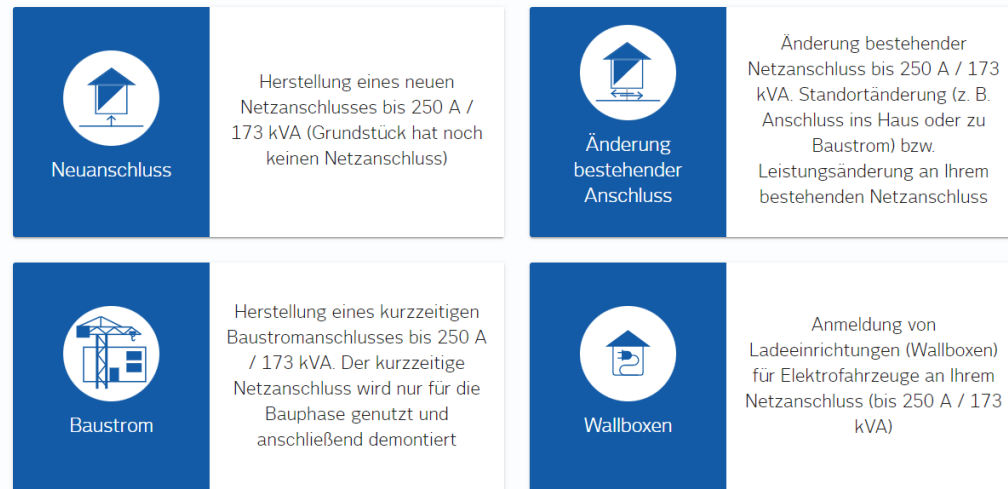 Neuanschluss
Herstellung eines neuen
Netzanschlusses bis 250 A /
173 kVA (Grundstück hat noch
keinen Netzanschluss)
Änderung
bestehender
Anschluss
Änderung bestehender
Netzanschluss bis 250 A / 173
kVA. Standortänderung (z. B.
Anschluss ins Haus oder zu
Baustrom) bzw.
Leistungsänderung an Ihrem
bestehenden Netzanschluss
Baustrom
Herstellung eines kurzzeitigen
Baustromanschlusses bis 250 A
/ 173 kVA. Der kurzzeitige
Netzanschluss wird nur für die
Bauphase genutzt und
anschließend demontiert
Wallboxen
Anmeldung von
Ladeeinrichtungen (Wallboxen)
für Elektrofahrzeuge an Ihrem
Netzanschluss (bis 250 A / 173
kVA)